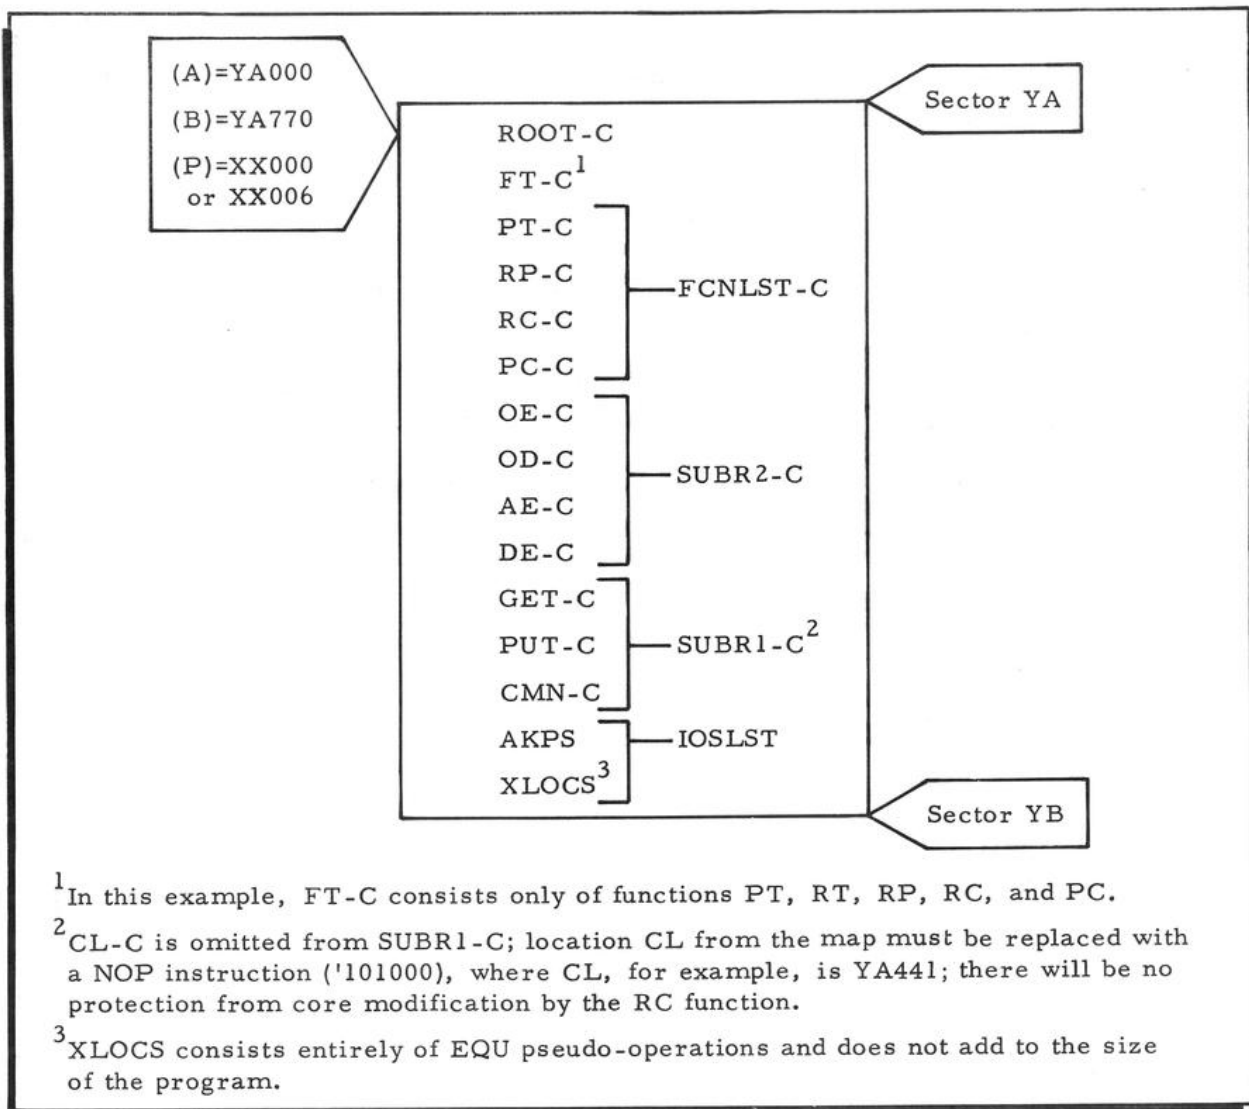 (A)=YA000
(B)=YA770
(P)=XX000
or XX006
Sector YA
ROOT-C
FT-C1
PT-C
RP-C
RC-C
PC-C
FCNLST-C
OE-C
OD-C
AE-C
DE-C
SUBR2-C
GET-C
PUT-C
CMN-C
SUBR1-C2
AKPS
XLOCS3
IOSLST
Sector YB
1In this example, FT-C consists only of functions PT, RT, RP, RC, and PC.
2CL-C is omitted from SUBR1-C; location CL from the map must be replaced with
a NOP instruction ('101000), where CL, for example, is YA441; there will be no
protection from core modification by the RC function.
3XLOCS consists entirely of EQU pseudo-operations and does not add to the size
of the program.